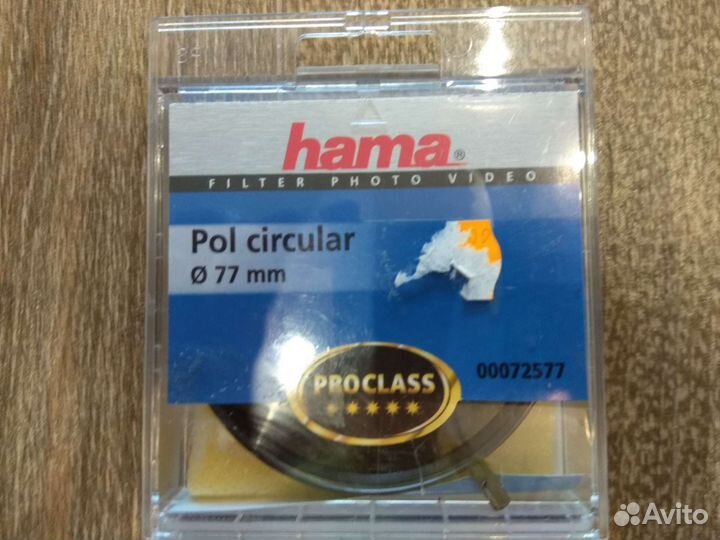 hama®
FILTER PHOTO VIDEO
Pol circular
Ø 77 mm
00072577
PROCLASS
Avito